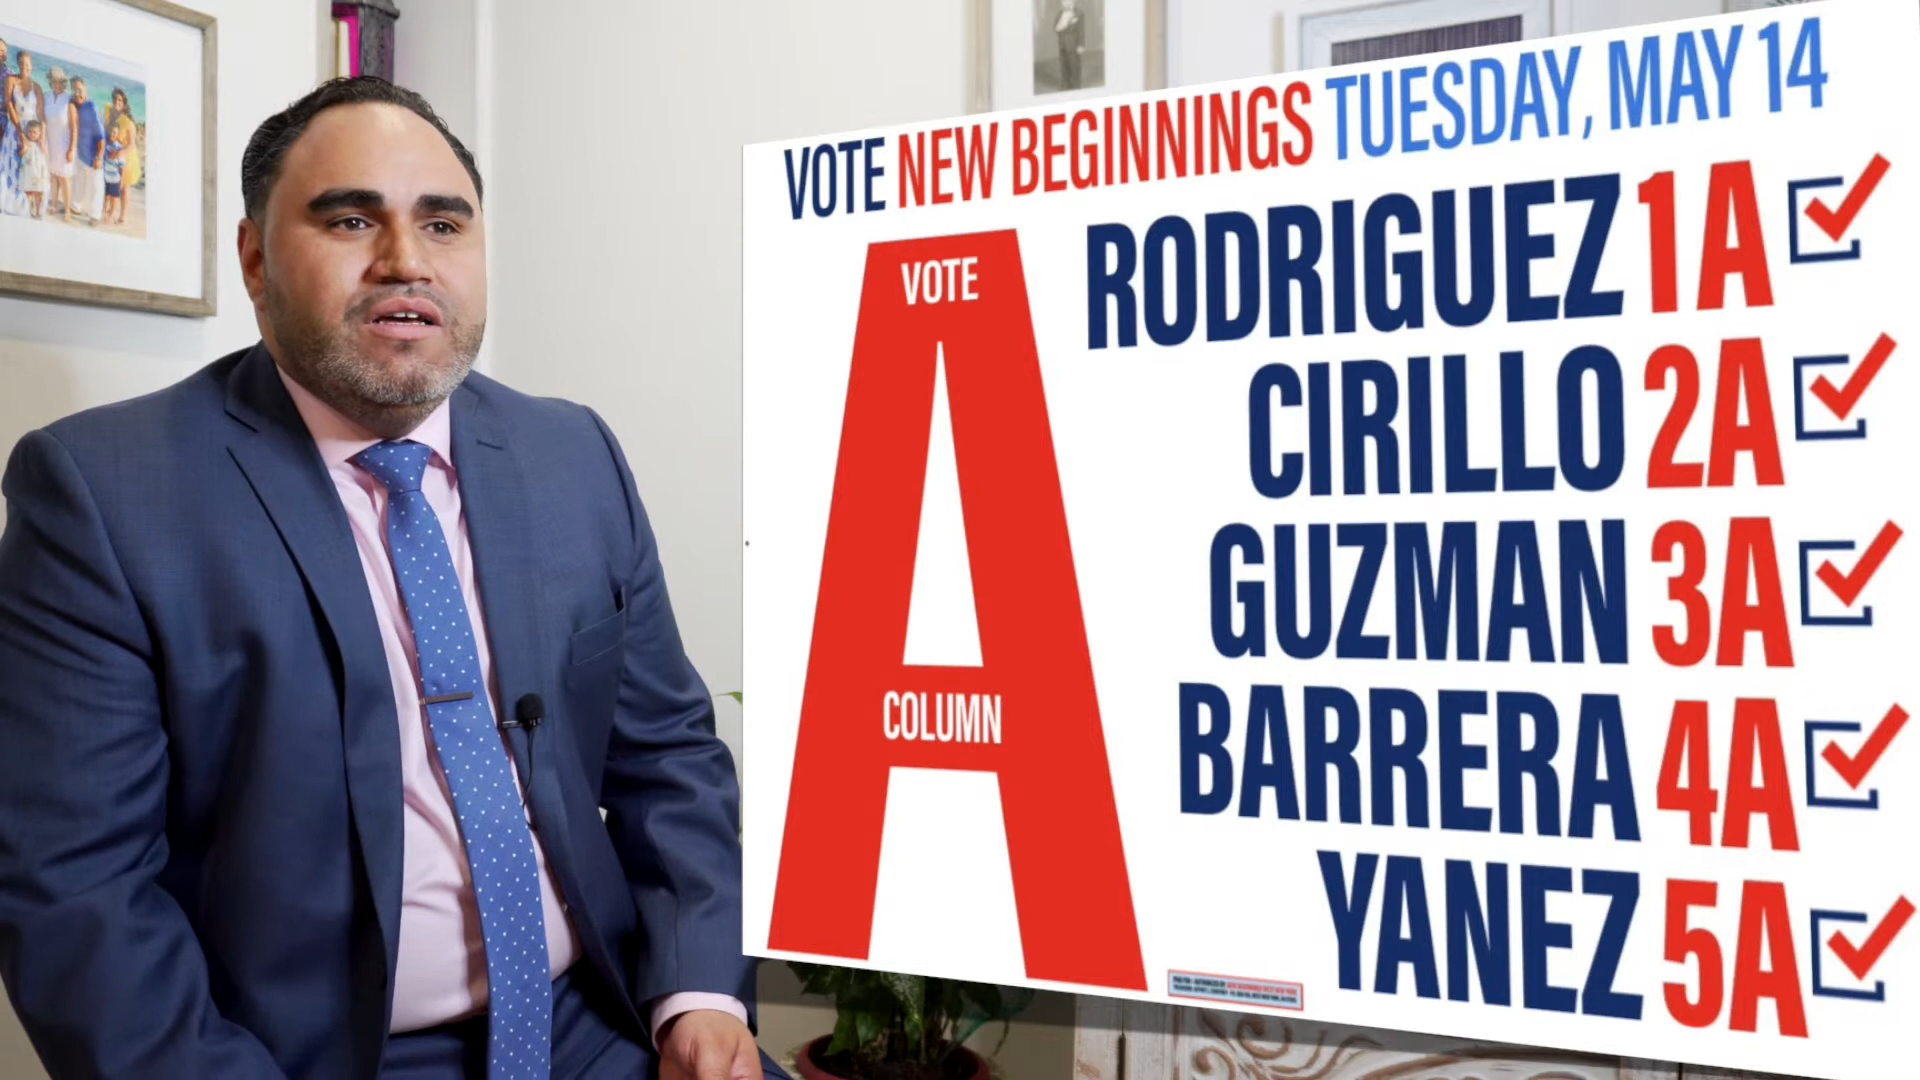 VOTE NEW BEGINNINGS TUESDAY, MAY 14
VOTE
COLUMN
RODRIGUEZ 1A
CIRILLO 2A
GUZMAN 3A
BARRERA 4A
YANEZ 5A